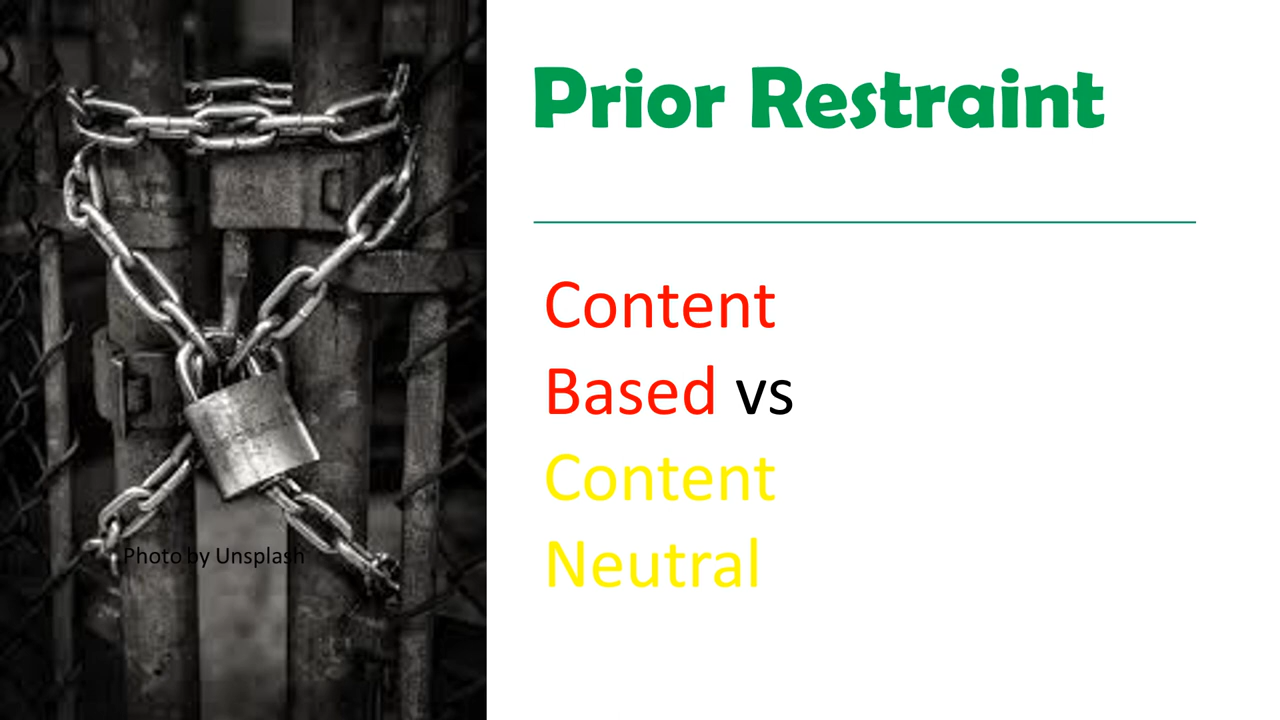 Prior Restraint
Content
Based vs
Content
Neutral
Photo by Unsplash